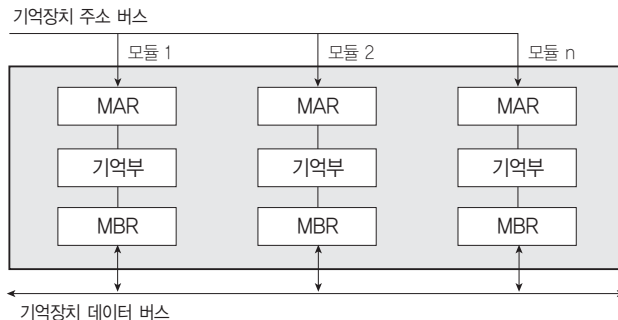 기억장치 주소 버스
모듈 1 모듈 2 모듈 n
MAR MAR MAR
기억부 기억부 기억부
MBR MBR MBR
기억장치 데이터 버스